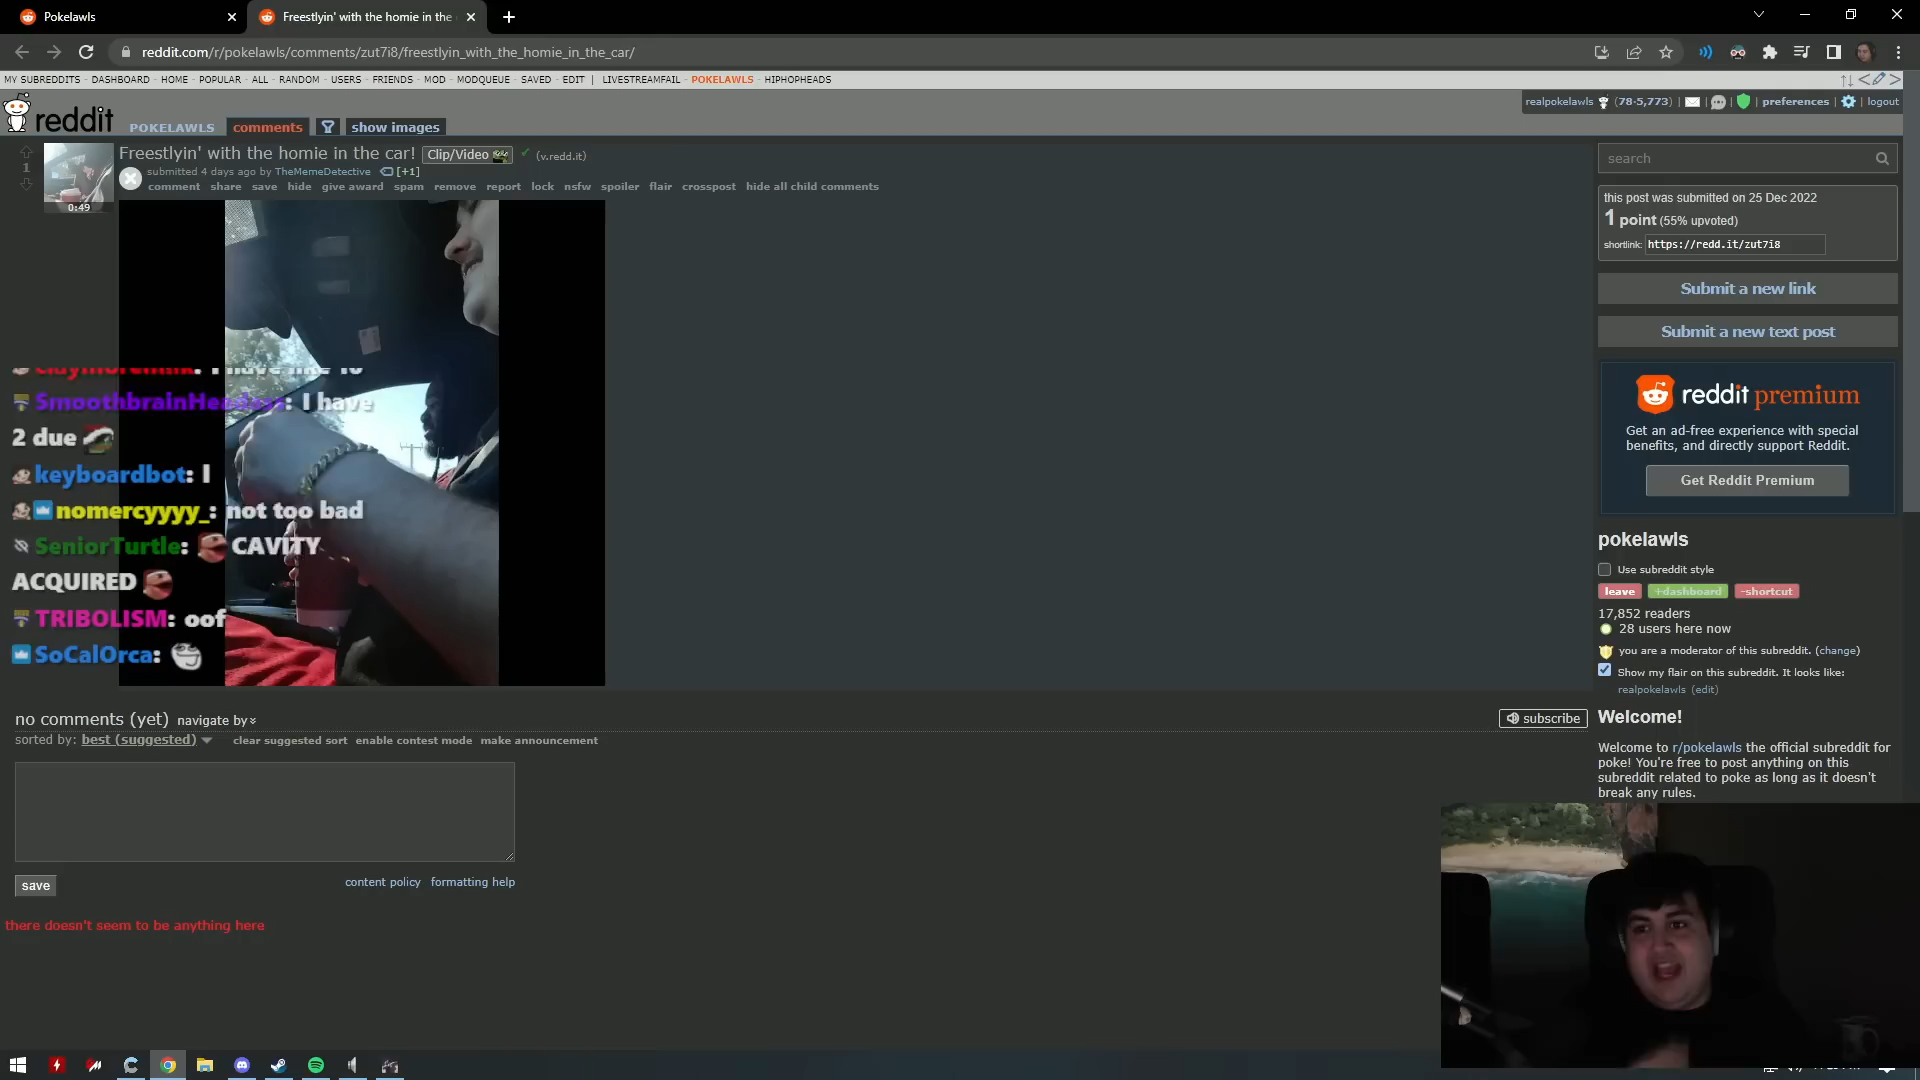 Pokelawls
Freestlyin' with the homie in the
reddit.com/r/pokelawls/comments/zut7i8/freestlyin_with_the_homie_in_the_car/
MY SUBREDDITS - DASHBOARD - HOME - POPULAR - ALL - RANDOM - USERS - FRIENDS - MOD - MODQUEUE - SAVED - EDIT | LIVESTREAMFAIL - POKELAWLS - HIPHOPHEADS
realpokelawls (78·5,773) | | | | preferences | | logout
reddit POKELAWLS comments show images
Freestlyin' with the homie in the car! Clip/Video (v.redd.it)
1
submitted 4 days ago by TheMemeDetective [+1]
comment share save hide give award spam remove report lock nsfw spoiler flair crosspost hide all child comments
0:49
search
this post was submitted on 25 Dec 2022
1 point (55% upvoted)
shortlink: https://redd.it/zut7i8
Submit a new link
Submit a new text post
reddit premium
Get an ad-free experience with special
benefits, and directly support Reddit.
Get Reddit Premium
: I have
2 due
keyboardbot: I
nomercyyyy_: not too bad
SeniorTurtle: CAVITY
ACQUIRED
TRIBOLISM: oof
SoCalOrca:
pokelawls
Use subreddit style
leave +dashboard -shortcut
17,852 readers
28 users here now
you are a moderator of this subreddit. (change)
Show my flair on this subreddit. It looks like:
realpokelawls (edit)
Welcome!
Welcome to r/pokelawls the official subreddit for
poke! You're free to post anything on this
subreddit related to poke as long as it doesn't
break any rules.
no comments (yet) navigate by
subscribe
sorted by: best (suggested) clear suggested sort enable contest mode make announcement
save
content policy formatting help
there doesn't seem to be anything here